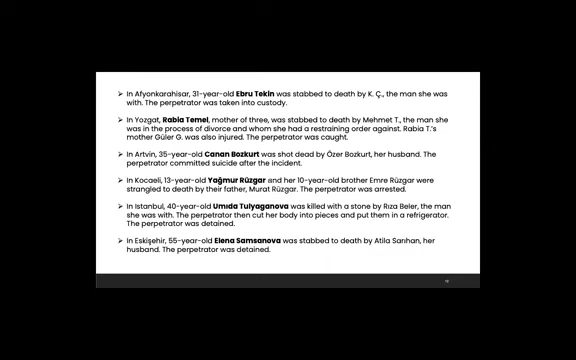 ➢ In Afyonkarahisar, 31-year-old Ebru Tekin was stabbed to death by K. Ç., the man she was
with. The perpetrator was taken into custody.
➢ In Yozgat, Rabia Temel, mother of three, was stabbed to death by Mehmet T., the man she
was in the process of divorce and whom she had a restraining order against. Rabia T.'s
mother Güler G. was also injured. The perpetrator was caught.
➢ In Artvin, 35-year-old Canan Bozkurt was shot dead by Özer Bozkurt, her husband. The
perpetrator committed suicide after the incident.
➢ In Kocaeli, 13-year-old Yağmur Rüzgar and her 10-year-old brother Emre Rüzgar were
strangled to death by their father, Murat Rüzgar. The perpetrator was arrested.
➢ In Istanbul, 40-year-old Umıda Tulyaganova was killed with a stone by Rıza Beler, the man
she was with. The perpetrator then cut her body into pieces and put them in a refrigerator.
The perpetrator was detained.
➢ In Eskişehir, 55-year-old Elena Samsanova was stabbed to death by Atila Sarıhan, her
husband. The perpetrator was detained.